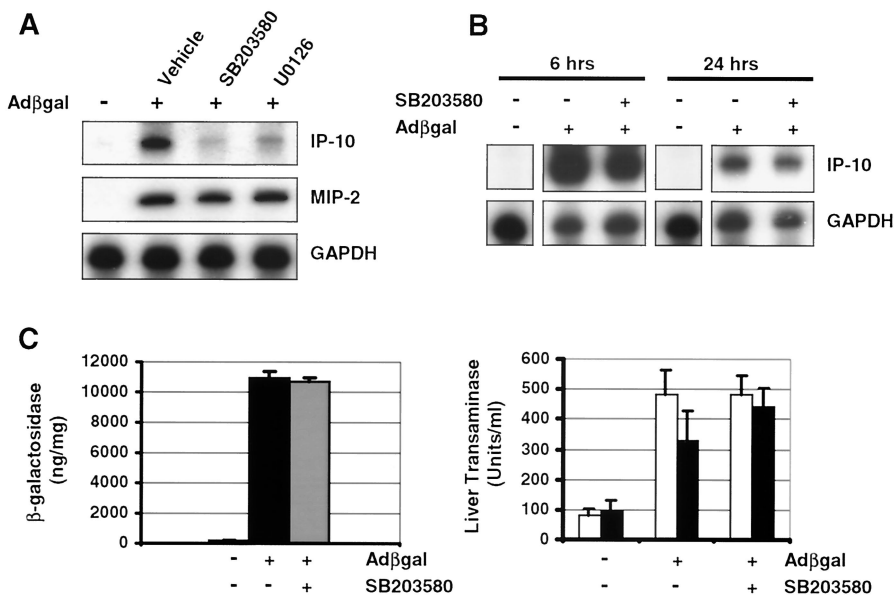 A
Vehicle
SB203580
U0126
Adβgal - + + +
IP-10
MIP-2
GAPDH
B
6 hrs 24 hrs
SB203580 - - + - - +
Adβgal - + + - + +
IP-10
GAPDH
C
β-galactosidase
(ng/mg)
12000
10000
8000
6000
4000
2000
0
- + + Adβgal
- - + SB203580
Liver Transaminase
(Units/ml)
600
500
400
300
200
100
0
- + + Adβgal
- - + SB203580